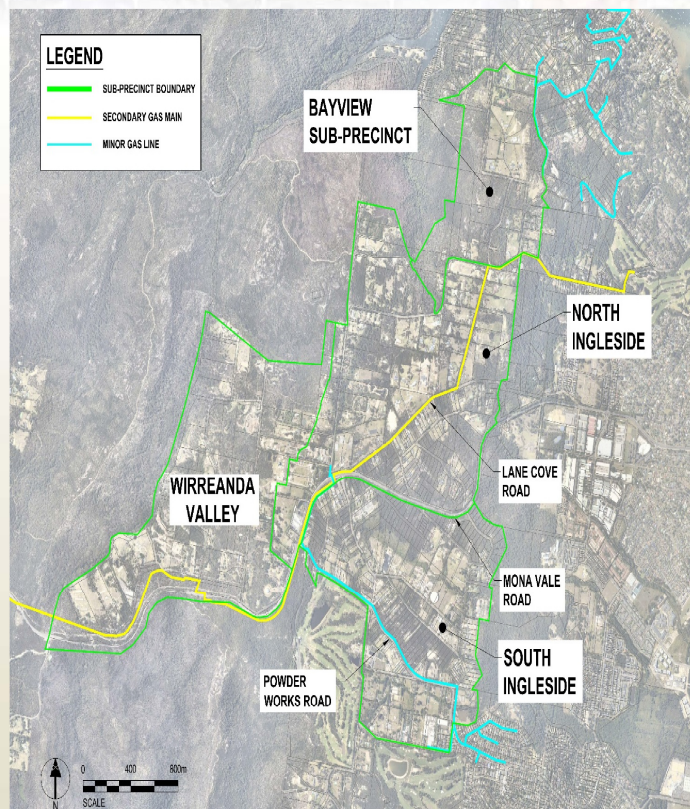 LEGEND
SUB-PRECINCT BOUNDARY
SECONDARY GAS MAIN
MINOR GAS LINE
BAYVIEW
SUB-PRECINCT
NORTH
INGLESIDE
LANE COVE
ROAD
WIRREANDA
VALLEY
MONA VALE
ROAD
SOUTH
INGLESIDE
POWDER
WORKS ROAD
0 400 800m
SCALE
N